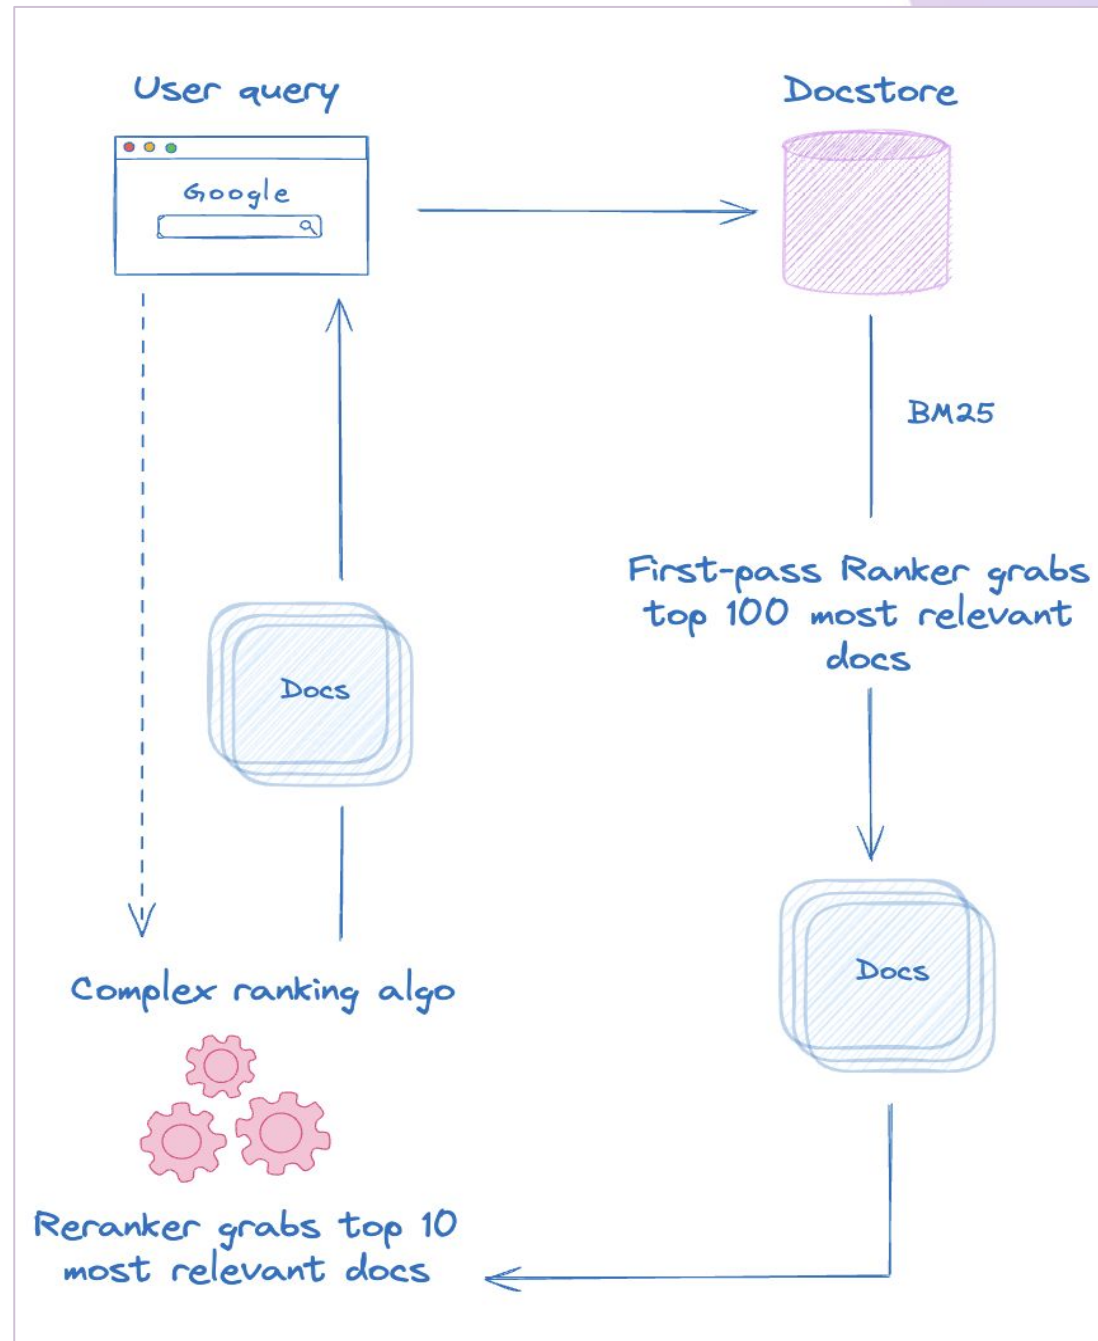 User query
Docstore
Google
BM25
First-pass Ranker grabs
top 100 most relevant
docs
Docs
Docs
Complex ranking algo
Reranker grabs top 10
most relevant docs